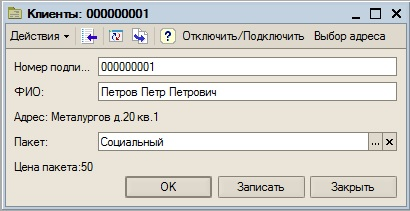 Клиенты: 000000001
Действия Отключить/Подключить Выбор адреса
Номер подпи... 000000001
ФИО: Петров Петр Петрович
Адрес: Металургов д.20 кв.1
Пакет: Социальный ...
Цена пакета:50
ОК Записать Закрыть